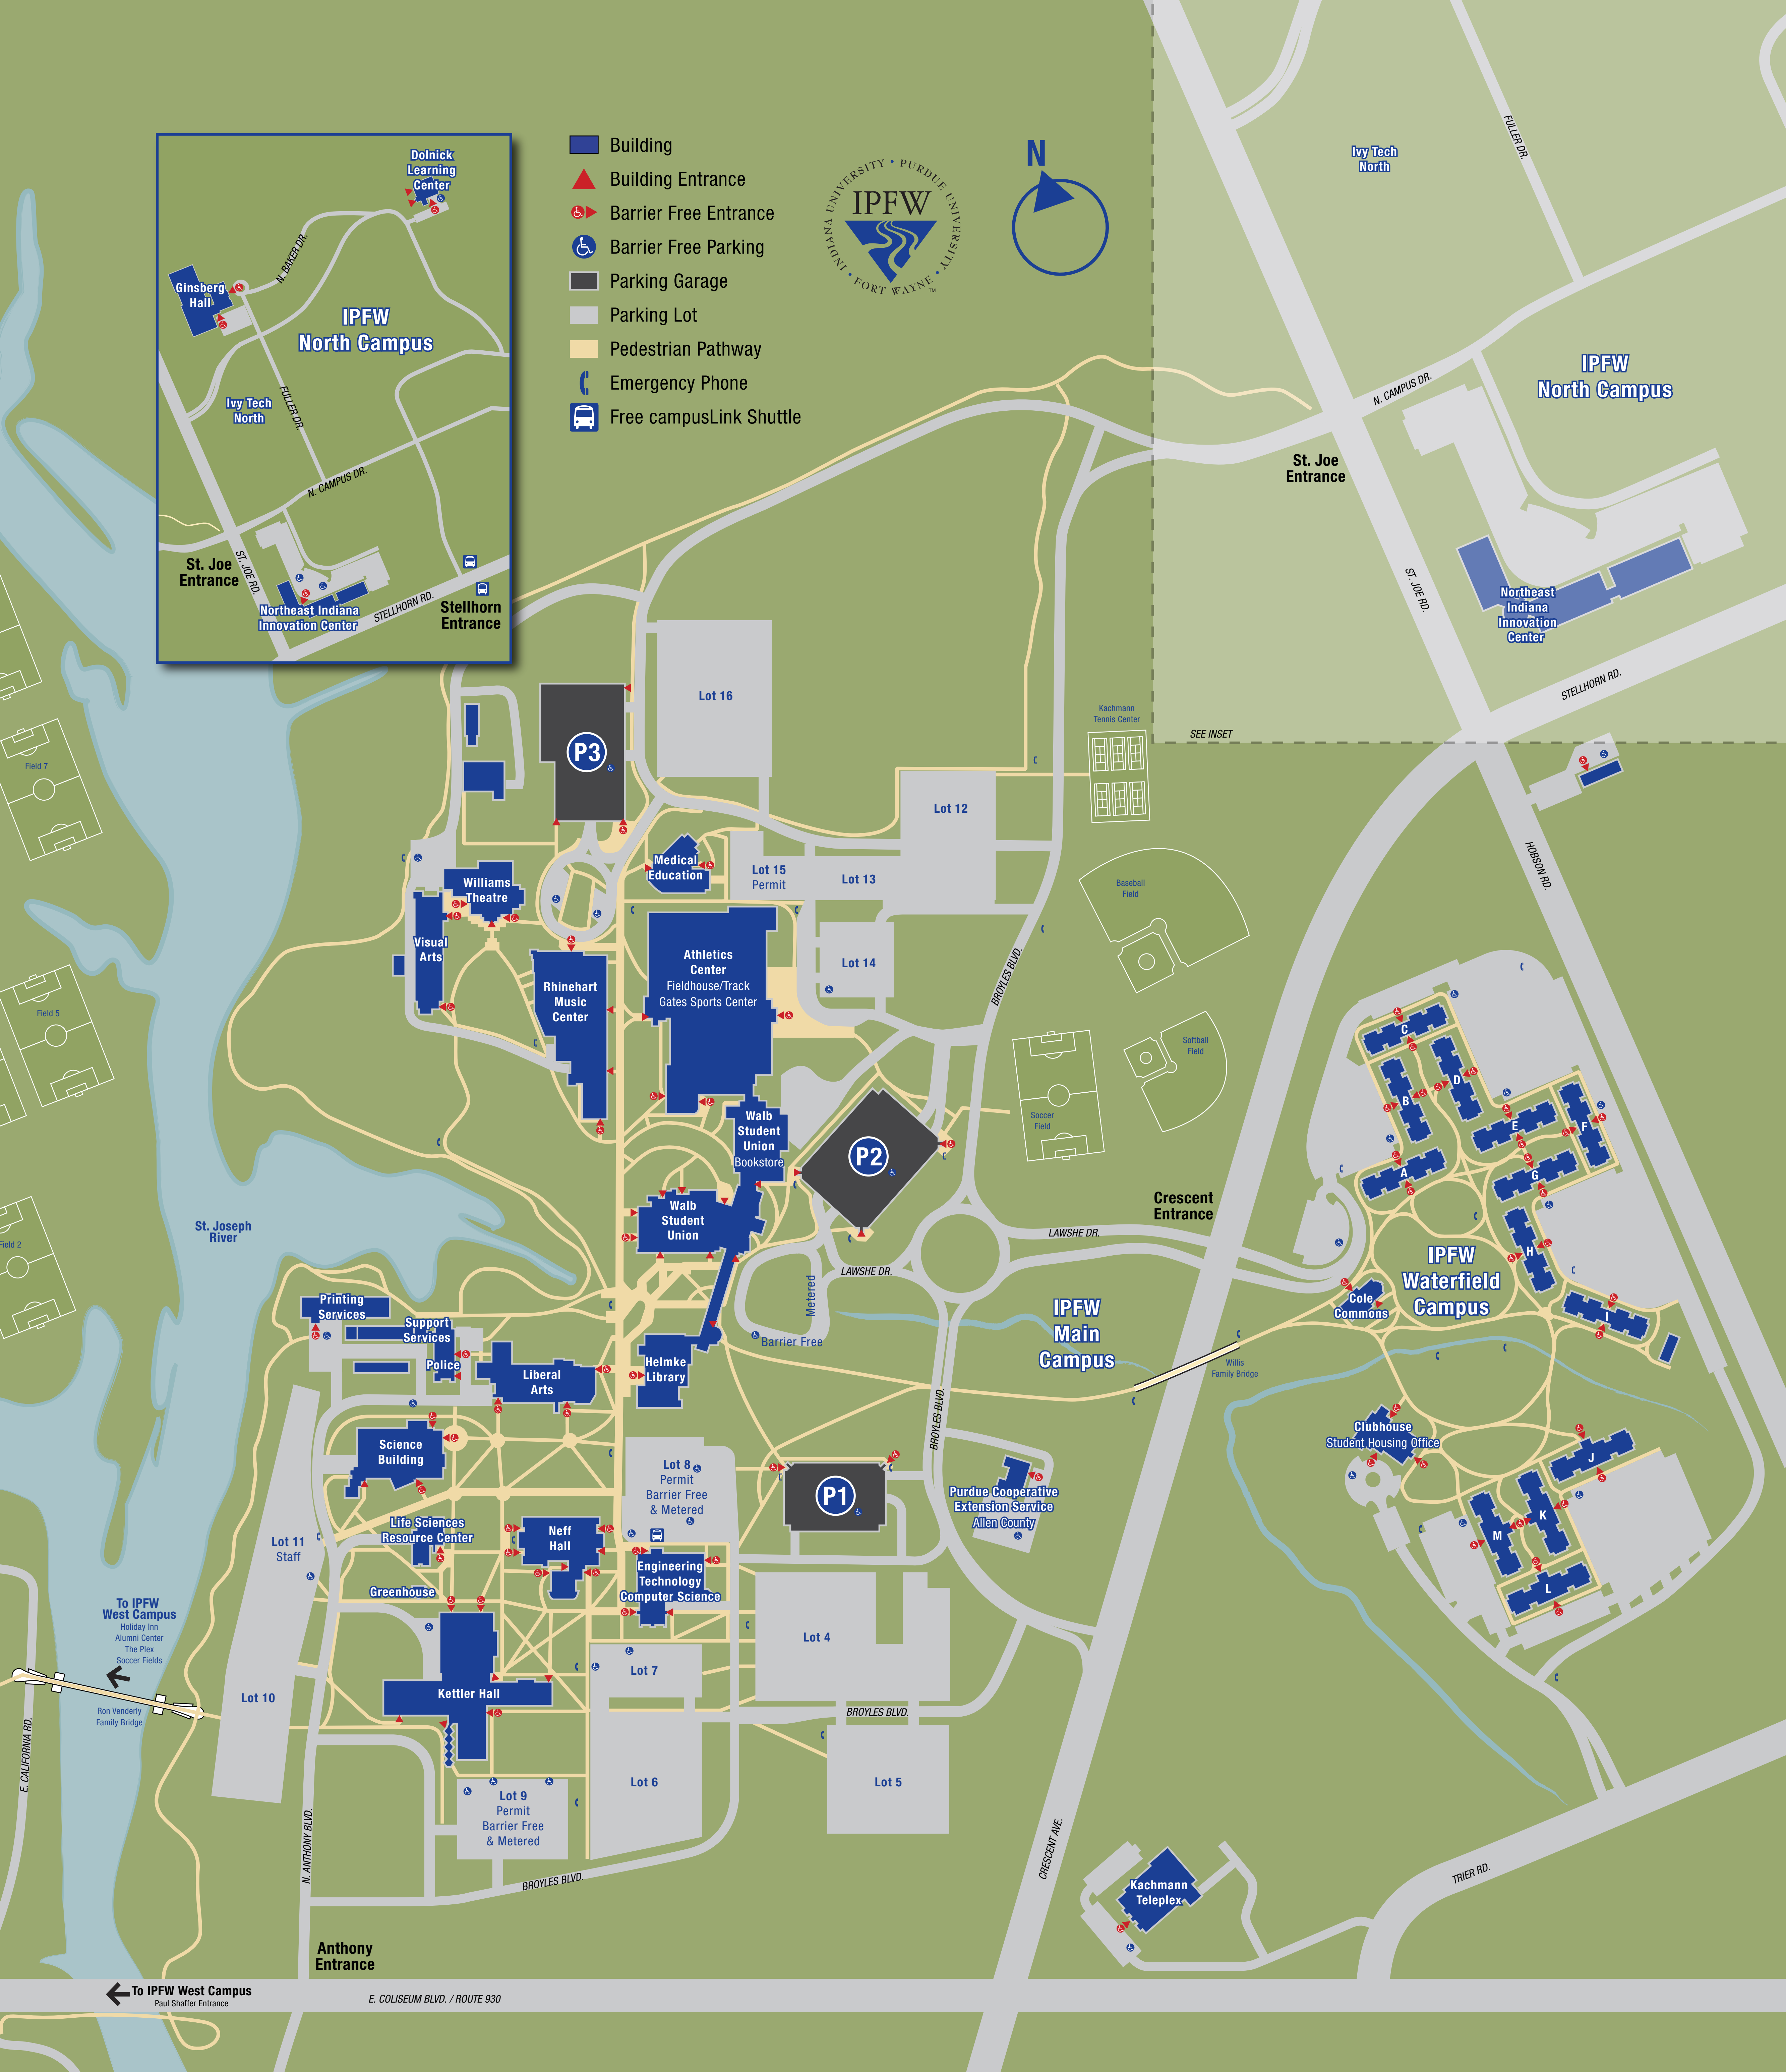 Building
Building Entrance
Barrier Free Entrance
Barrier Free Parking
Parking Garage
Parking Lot
Pedestrian Pathway
Emergency Phone
Free campusLink Shuttle
INDIANA UNIVERSITY • PURDUE UNIVERSITY • FORT WAYNE •
IPFW
TM
N
Dolnick
Learning
Center
N. BAKER DR.
Ginsberg
Hall
IPFW
North Campus
Ivy Tech
North
FULLER DR.
N. CAMPUS DR.
St. Joe
Entrance
ST. JOE RD.
Northeast Indiana
Innovation Center
STELLHORN RD.
Stellhorn
Entrance
Ivy Tech
North
FULLER DR.
IPFW
North Campus
N. CAMPUS DR.
St. Joe
Entrance
ST. JOE RD.
Northeast
Indiana
Innovation
Center
STELLHORN RD.
SEE INSET
HOBSON RD.
Field 7
Field 5
Field 2
St. Joseph
River
P3
Lot 16
Kachmann
Tennis Center
Lot 12
Medical
Education
Lot 15
Permit
Lot 13
Williams
Theatre
Visual
Arts
Rhinehart
Music
Center
Athletics
Center
Fieldhouse/Track
Gates Sports Center
Lot 14
BROYLES BLVD.
Baseball
Field
Softball
Field
Soccer
Field
Walb
Student
Union
Bookstore
P2
Walb
Student
Union
Crescent
Entrance
LAWSHE DR.
LAWSHE DR.
Metered
Barrier Free
IPFW
Main
Campus
C
D
B
E
F
A
G
H
I
IPFW
Waterfield
Campus
Cole
Commons
Willis
Family Bridge
Printing
Services
Support
Services
Police
Liberal
Arts
Helmke
Library
BROYLES BLVD.
Clubhouse
Student Housing Office
J
K
M
L
Science
Building
Lot 8
Permit
Barrier Free
& Metered
P1
Purdue Cooperative
Extension Service
Allen County
Lot 11
Staff
Life Sciences
Resource Center
Neff
Hall
Engineering
Technology
Computer Science
Greenhouse
To IPFW
West Campus
Holiday Inn
Alumni Center
The Plex
Soccer Fields
Ron Venderly
Family Bridge
E. CALIFORNIA RD.
Lot 10
Kettler Hall
Lot 7
Lot 4
BROYLES BLVD.
Lot 6
Lot 5
Lot 9
Permit
Barrier Free
& Metered
N. ANTHONY BLVD.
BROYLES BLVD.
CRESCENT AVE.
Kachmann
Teleplex
TRIER RD.
Anthony
Entrance
To IPFW West Campus
Paul Shaffer Entrance
E. COLISEUM BLVD. / ROUTE 930